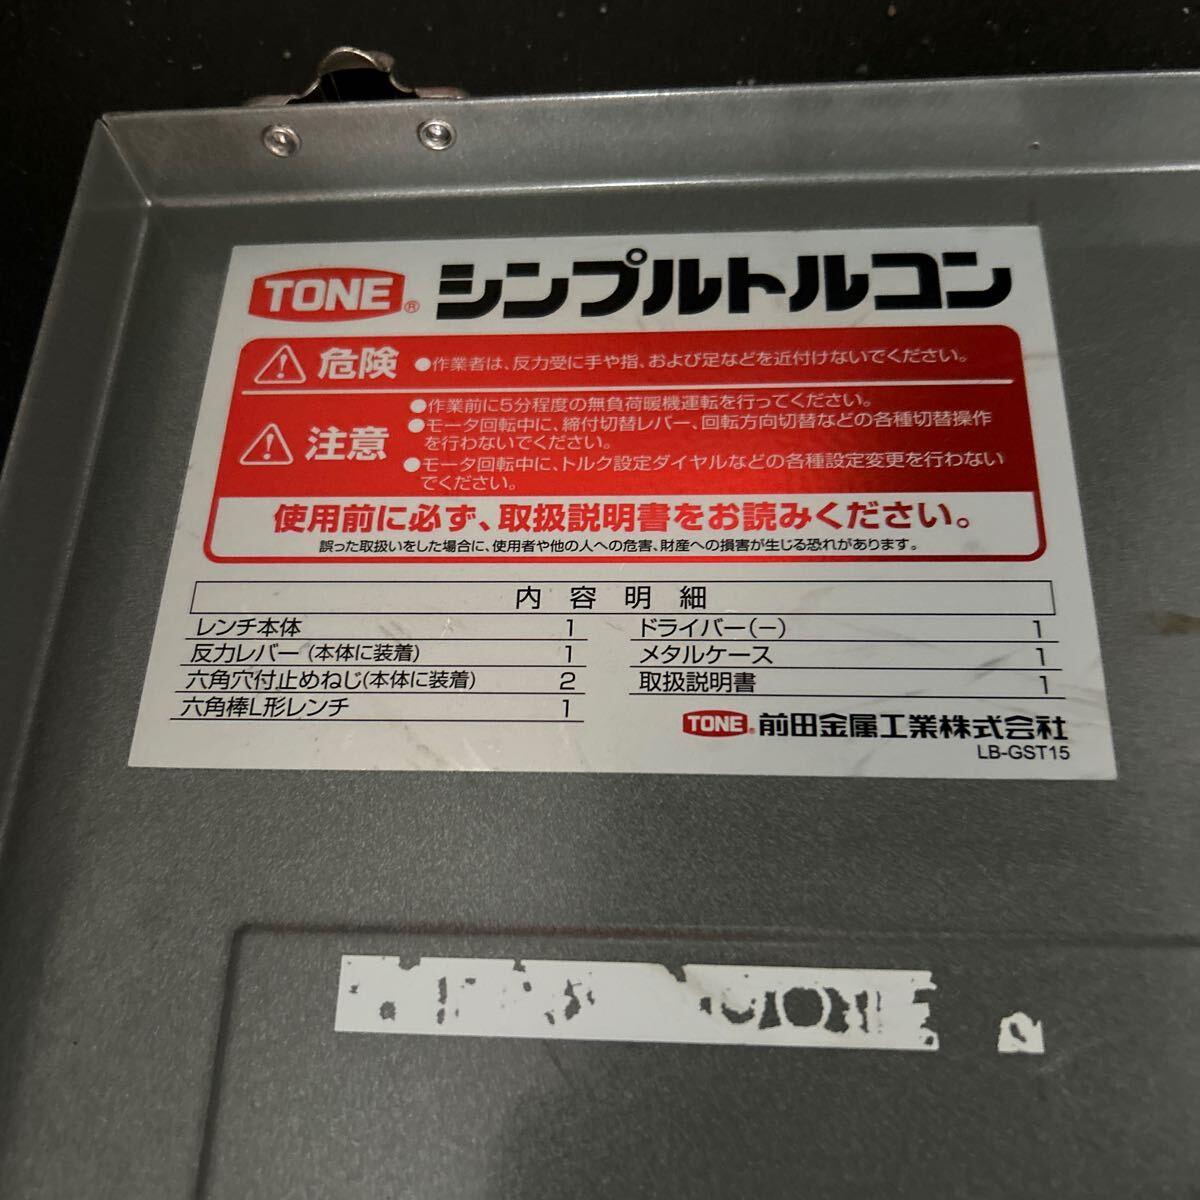 TONE® シンプルトルコン
危険 ●作業者は、反力受に手や指、および足などを近付けないでください。
注意 ●作業前に5分程度の無負荷暖機運転を行ってください。
●モータ回転中に、締付切替レバー、回転方向切替などの各種切替操作
を行わないでください。
●モータ回転中に、トルク設定ダイヤルなどの各種設定変更を行わない
でください。
使用前に必ず、取扱説明書をお読みください。
誤った取扱いをした場合に、使用者や他の人への危害、財産への損害が生じる恐れがあります。
内容明細
レンチ本体 1
反力レバー(本体に装着) 1
六角穴付止めねじ(本体に装着) 2
六角棒L形レンチ 1
ドライバー(－) 1
メタルケース 1
取扱説明書 1
TONE® 前田金属工業株式会社
LB-GST15